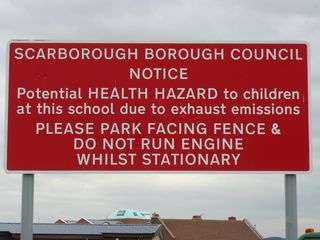 SCARBOROUGH BOROUGH COUNCIL
NOTICE
Potential HEALTH HAZARD to children
at this school due to exhaust emissions
PLEASE PARK FACING FENCE &
DO NOT RUN ENGINE
WHILST STATIONARY